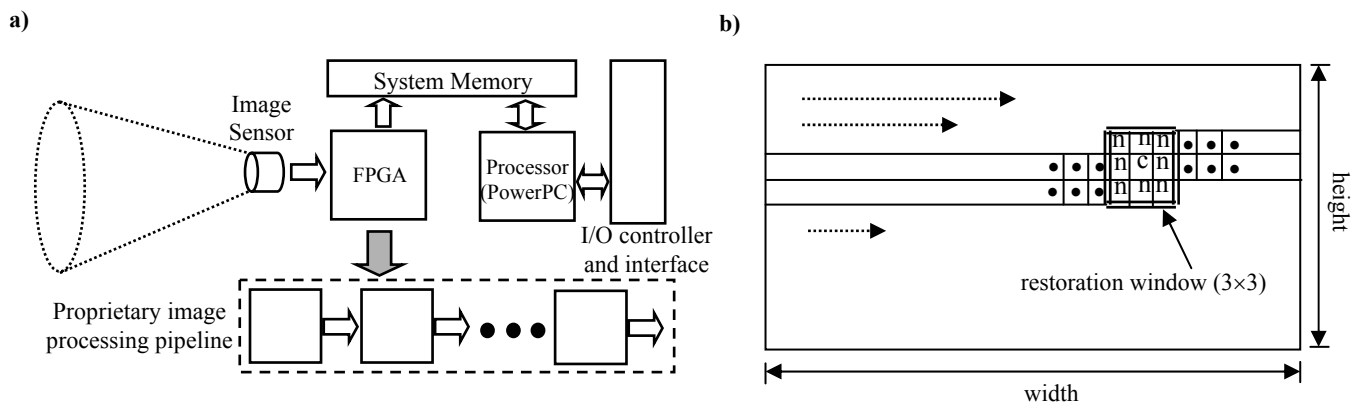 a)
System Memory
Image
Sensor
FPGA
Processor
(PowerPC)
I/O controller
and interface
Proprietary image
processing pipeline
b)
n n n
n c n
n n n
height
restoration window (3×3)
width